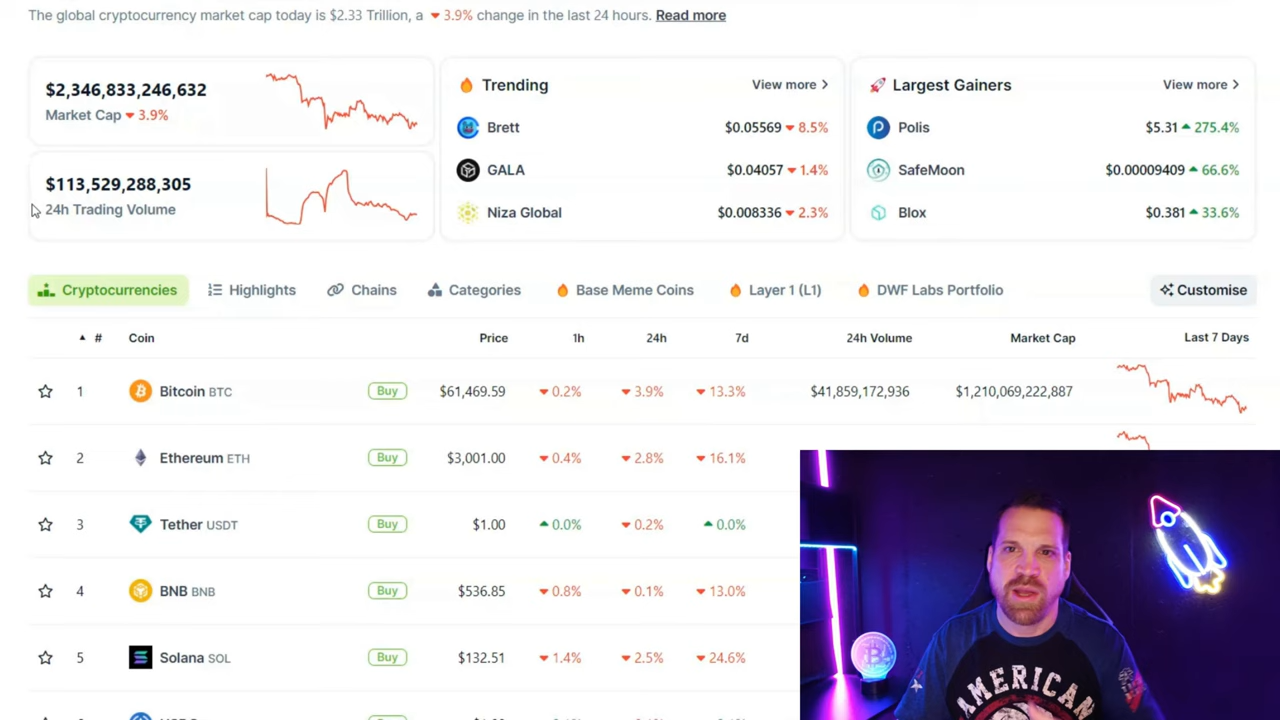 The global cryptocurrency market cap today is $2.33 Trillion, a 3.9% change in the last 24 hours. Read more
$2,346,833,246,632
Market Cap 3.9%
$113,529,288,305
24h Trading Volume
Trending View more
Brett $0.05569 8.5%
GALA $0.04057 1.4%
Niza Global $0.008336 2.3%
Largest Gainers View more
Polis $5.31 275.4%
SafeMoon $0.00009409 66.6%
Blox $0.381 33.6%
Cryptocurrencies Highlights Chains Categories Base Meme Coins Layer 1 (L1) DWF Labs Portfolio Customise
# Coin Price 1h 24h 7d 24h Volume Market Cap Last 7 Days
1 Bitcoin BTC Buy $61,469.59 0.2% 3.9% 13.3% $41,859,172,936 $1,210,069,222,887
2 Ethereum ETH Buy $3,001.00 0.4% 2.8% 16.1%
3 Tether USDT Buy $1.00 0.0% 0.2% 0.0%
4 BNB BNB Buy $536.85 0.8% 0.1% 13.0%
5 Solana SOL Buy $132.51 1.4% 2.5% 24.6%
AMERICAN